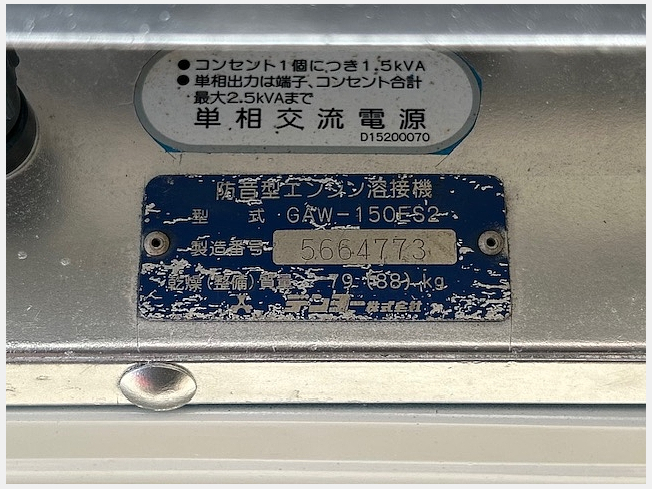 ● コンセント1個につき1.5kVA
● 単相出力は端子、コンセント合計
最大2.5kVAまで
単相交流電源
D15200070
防音型エンジン溶接機
型 式 GAW-150ES2
製造番号 5664773
乾燥(整備)質量 79 (88) kg
デンヨー株式会社